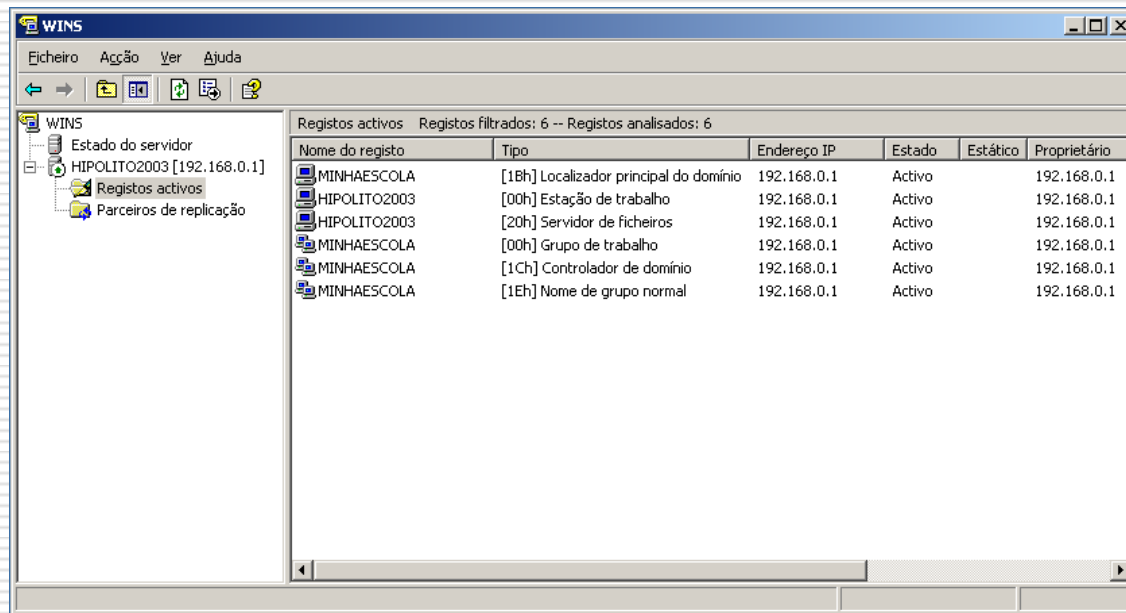 WINS
Ficheiro Acção Ver Ajuda
WINS
Estado do servidor
HIPOLITO2003 [192.168.0.1]
Registos activos
Parceiros de replicação
Registos activos Registos filtrados: 6 -- Registos analisados: 6
Nome do registo Tipo Endereço IP Estado Estático Proprietário
MINHAESCOLA [1Bh] Localizador principal do domínio 192.168.0.1 Activo 192.168.0.1
HIPOLITO2003 [00h] Estação de trabalho 192.168.0.1 Activo 192.168.0.1
HIPOLITO2003 [20h] Servidor de ficheiros 192.168.0.1 Activo 192.168.0.1
MINHAESCOLA [00h] Grupo de trabalho 192.168.0.1 Activo 192.168.0.1
MINHAESCOLA [1Ch] Controlador de domínio 192.168.0.1 Activo 192.168.0.1
MINHAESCOLA [1Eh] Nome de grupo normal 192.168.0.1 Activo 192.168.0.1